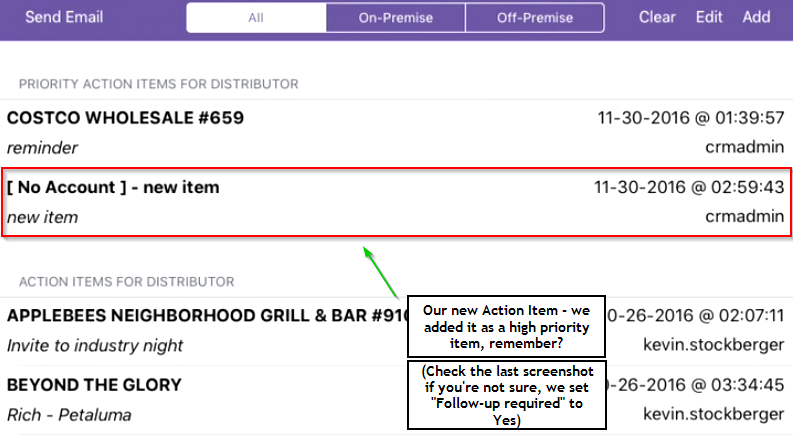 Send Email All On-Premise Off-Premise Clear Edit Add
PRIORITY ACTION ITEMS FOR DISTRIBUTOR
COSTCO WHOLESALE #659 11-30-2016 @ 01:39:57
reminder crmadmin
[ No Account ] - new item 11-30-2016 @ 02:59:43
new item crmadmin
ACTION ITEMS FOR DISTRIBUTOR
APPLEBEES NEIGHBORHOOD GRILL & BAR #910 0-26-2016 @ 02:07:11
Invite to industry night kevin.stockberger
BEYOND THE GLORY 0-26-2016 @ 03:34:45
Rich - Petaluma kevin.stockberger
Our new Action Item - we
added it as a high priority
item, remember?
(Check the last screenshot
if you're not sure, we set
"Follow-up required" to
Yes)